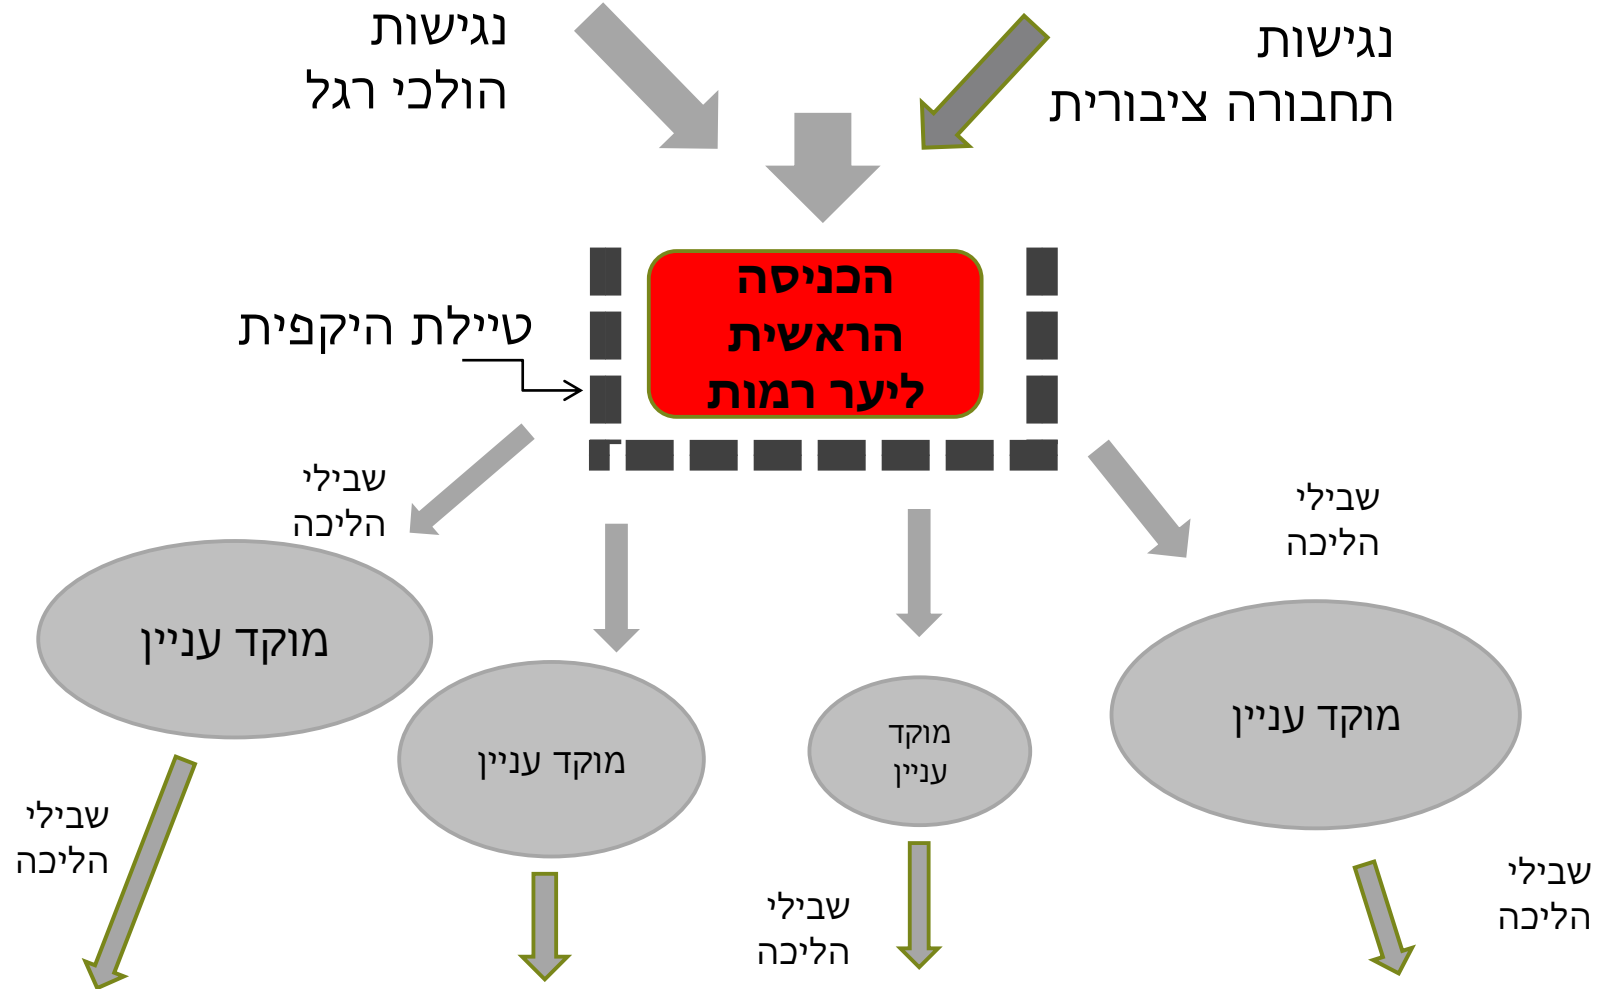 נגישות
תחבורה ציבורית
נגישות
הולכי רגל
הכניסה
הראשית
ליער רמות
טיילת היקפית
שבילי
הליכה
שבילי
הליכה
מוקד עניין
מוקד
עניין
מוקד עניין
מוקד עניין
שבילי
הליכה
שבילי
הליכה
שבילי
הליכה